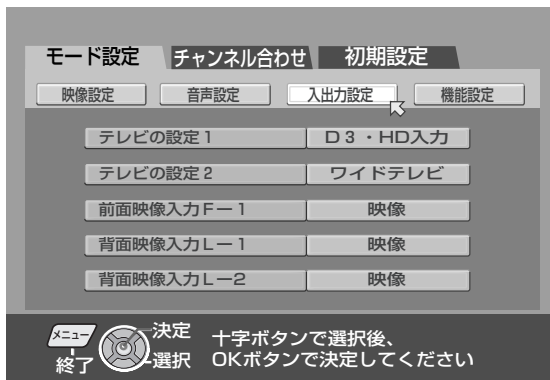 モード設定 チャンネル合わせ 初期設定
映像設定 音声設定 入出力設定 機能設定
テレビの設定1 D3・HD入力
テレビの設定2 ワイドテレビ
前面映像入力Fー1 映像
背面映像入力Lー1 映像
背面映像入力Lー2 映像
メニュー 決定 十字ボタンで選択後、
終了 選択 OKボタンで決定してください